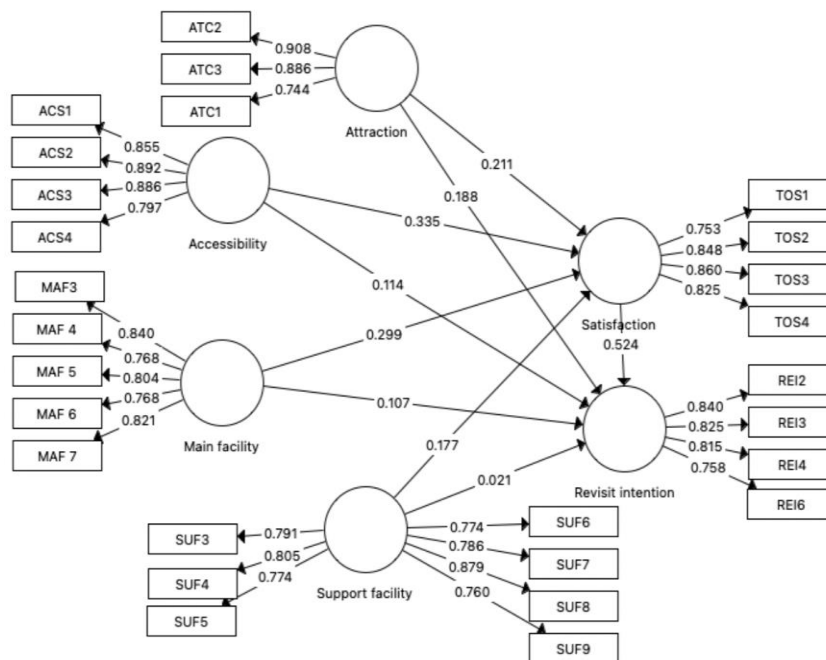 ATC2
ATC3
ATC1
0.908
0.886
0.744
Attraction
ACS1
ACS2
ACS3
ACS4
0.855
0.892
0.886
0.797
Accessibility
0.211
0.188
0.335
0.114
MAF3
MAF 4
MAF 5
MAF 6
MAF 7
0.840
0.768
0.804
0.768
0.821
Main facility
0.299
0.107
TOS1
TOS2
TOS3
TOS4
0.753
0.848
0.860
0.825
Satisfaction
0.524
REI2
REI3
REI4
REI6
0.840
0.825
0.815
0.758
Revisit intention
0.177
0.021
SUF3
SUF4
SUF5
0.791
0.805
0.774
Support facility
0.774
0.786
0.879
0.760
SUF6
SUF7
SUF8
SUF9